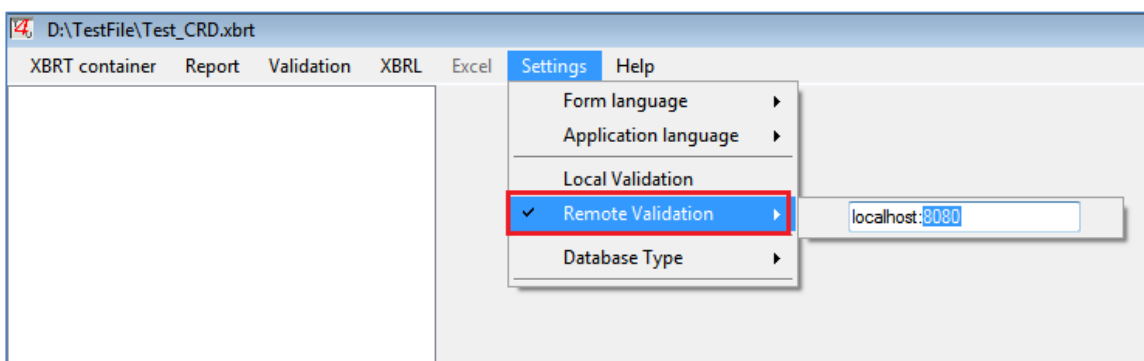 D:\TestFile\Test_CRD.xbrt
XBRT container Report Validation XBRL Excel Settings Help
Form language
Application language
Local Validation
Remote Validation localhost:8080
Database Type